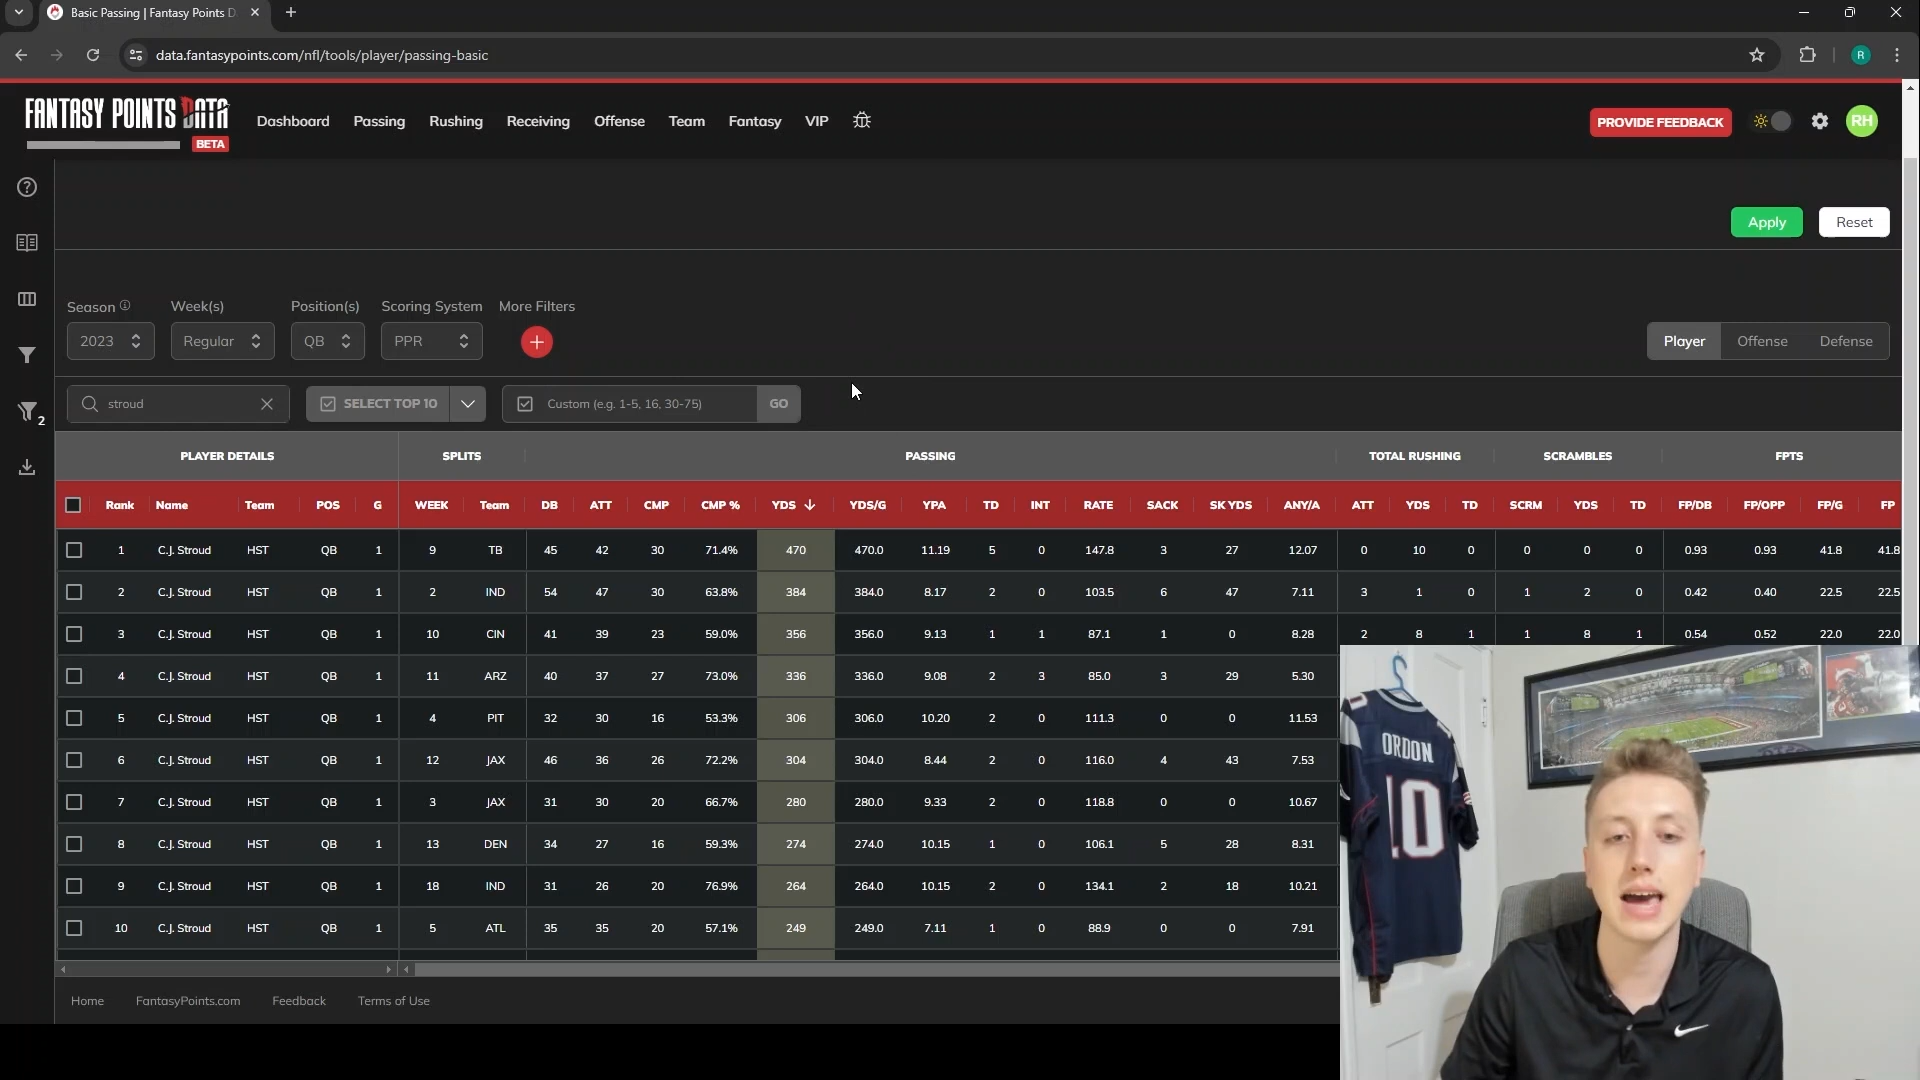 Basic Passing | Fantasy Points D
data.fantasypoints.com/nfl/tools/player/passing-basic
R
FANTASY POINTS DATA
BETA
Dashboard Passing Rushing Receiving Offense Team Fantasy VIP
PROVIDE FEEDBACK
RH
Apply Reset
Season Week(s) Position(s) Scoring System More Filters
2023 Regular QB PPR
Player Offense Defense
2
stroud SELECT TOP 10 Custom (e.g. 1-5, 16, 30-75) GO
PLAYER DETAILS SPLITS PASSING TOTAL RUSHING SCRAMBLES FPTS
Rank Name Team POS G WEEK Team DB ATT CMP CMP % YDS YDS/G YPA TD INT RATE SACK SK YDS ANY/A ATT YDS TD SCRM YDS TD FP/DB FP/OPP FP/G FP
1 C.J. Stroud HST QB 1 9 TB 45 42 30 71.4% 470 470.0 11.19 5 0 147.8 3 27 12.07 0 10 0 0 0 0 0.93 0.93 41.8 41.8
2 C.J. Stroud HST QB 1 2 IND 54 47 30 63.8% 384 384.0 8.17 2 0 103.5 6 47 7.11 3 1 0 1 2 0 0.42 0.40 22.5 22.5
3 C.J. Stroud HST QB 1 10 CIN 41 39 23 59.0% 356 356.0 9.13 1 1 87.1 1 0 8.28 2 8 1 1 8 1 0.54 0.52 22.0 22.0
4 C.J. Stroud HST QB 1 11 ARZ 40 37 27 73.0% 336 336.0 9.08 2 3 85.0 3 29 5.30
5 C.J. Stroud HST QB 1 4 PIT 32 30 16 53.3% 306 306.0 10.20 2 0 111.3 0 0 11.53
6 C.J. Stroud HST QB 1 12 JAX 46 36 26 72.2% 304 304.0 8.44 2 0 116.0 4 43 7.53
7 C.J. Stroud HST QB 1 3 JAX 31 30 20 66.7% 280 280.0 9.33 2 0 118.8 0 0 10.67
8 C.J. Stroud HST QB 1 13 DEN 34 27 16 59.3% 274 274.0 10.15 1 0 106.1 5 28 8.31
9 C.J. Stroud HST QB 1 18 IND 31 26 20 76.9% 264 264.0 10.15 2 0 134.1 2 18 10.21
10 C.J. Stroud HST QB 1 5 ATL 35 35 20 57.1% 249 249.0 7.11 1 0 88.9 0 0 7.91
ORDON
10
Home FantasyPoints.com Feedback Terms of Use